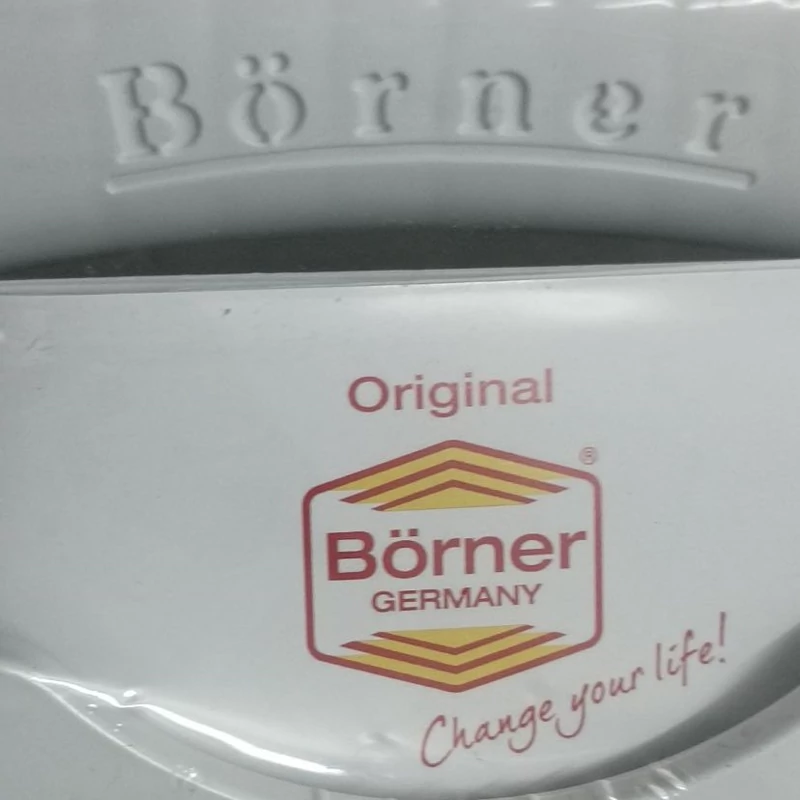 Börner
Original
®
Börner
GERMANY
Change your life!